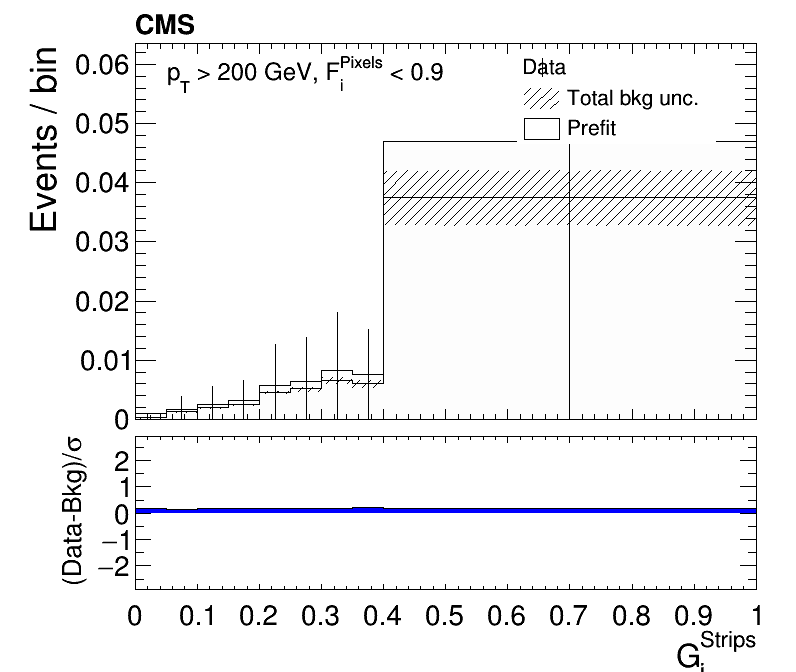 CMS
Events / bin
0.06
0.05
0.04
0.03
0.02
0.01
0
p_T > 200 GeV, F_i^Pixels < 0.9
Data
Total bkg unc.
Prefit
(Data-Bkg)/σ
2
1
0
−1
−2
0 0.1 0.2 0.3 0.4 0.5 0.6 0.7 0.8 0.9 1
G_i^Strips